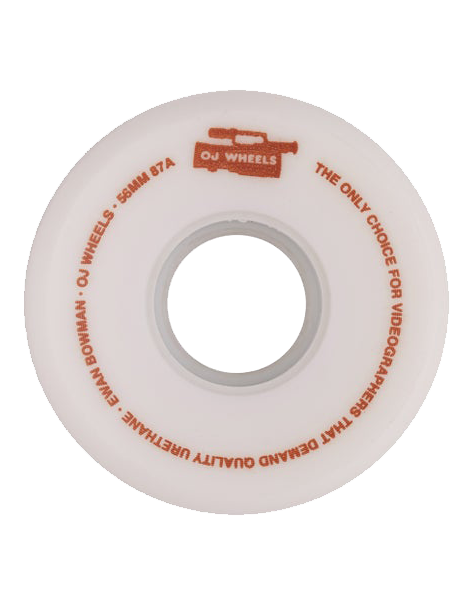 OJ WHEELS
THE ONLY CHOICE FOR VIDEOGRAPHERS THAT DEMAND QUALITY URETHANE · EWAN BOWMAN · OJ WHEELS · 56MM 87A